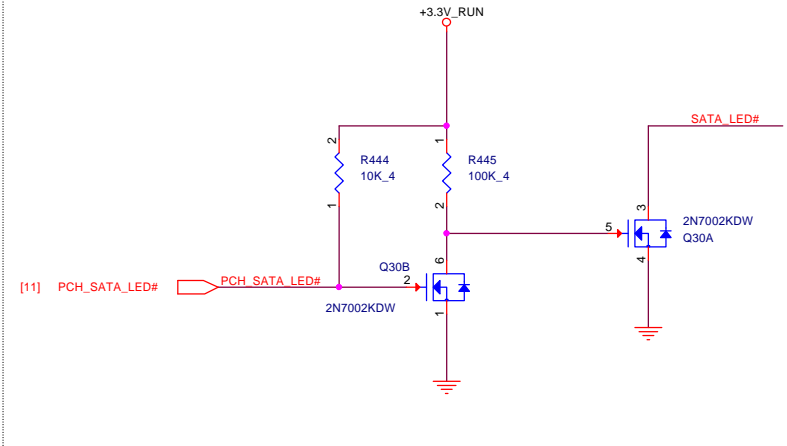 +3.3V_RUN
SATA_LED#
2
1
R444
10K_4
R445
100K_4
1
2
3
5
2N7002KDW
Q30A
4
6
Q30B
2
[11] PCH_SATA_LED#
PCH_SATA_LED#
2N7002KDW
1